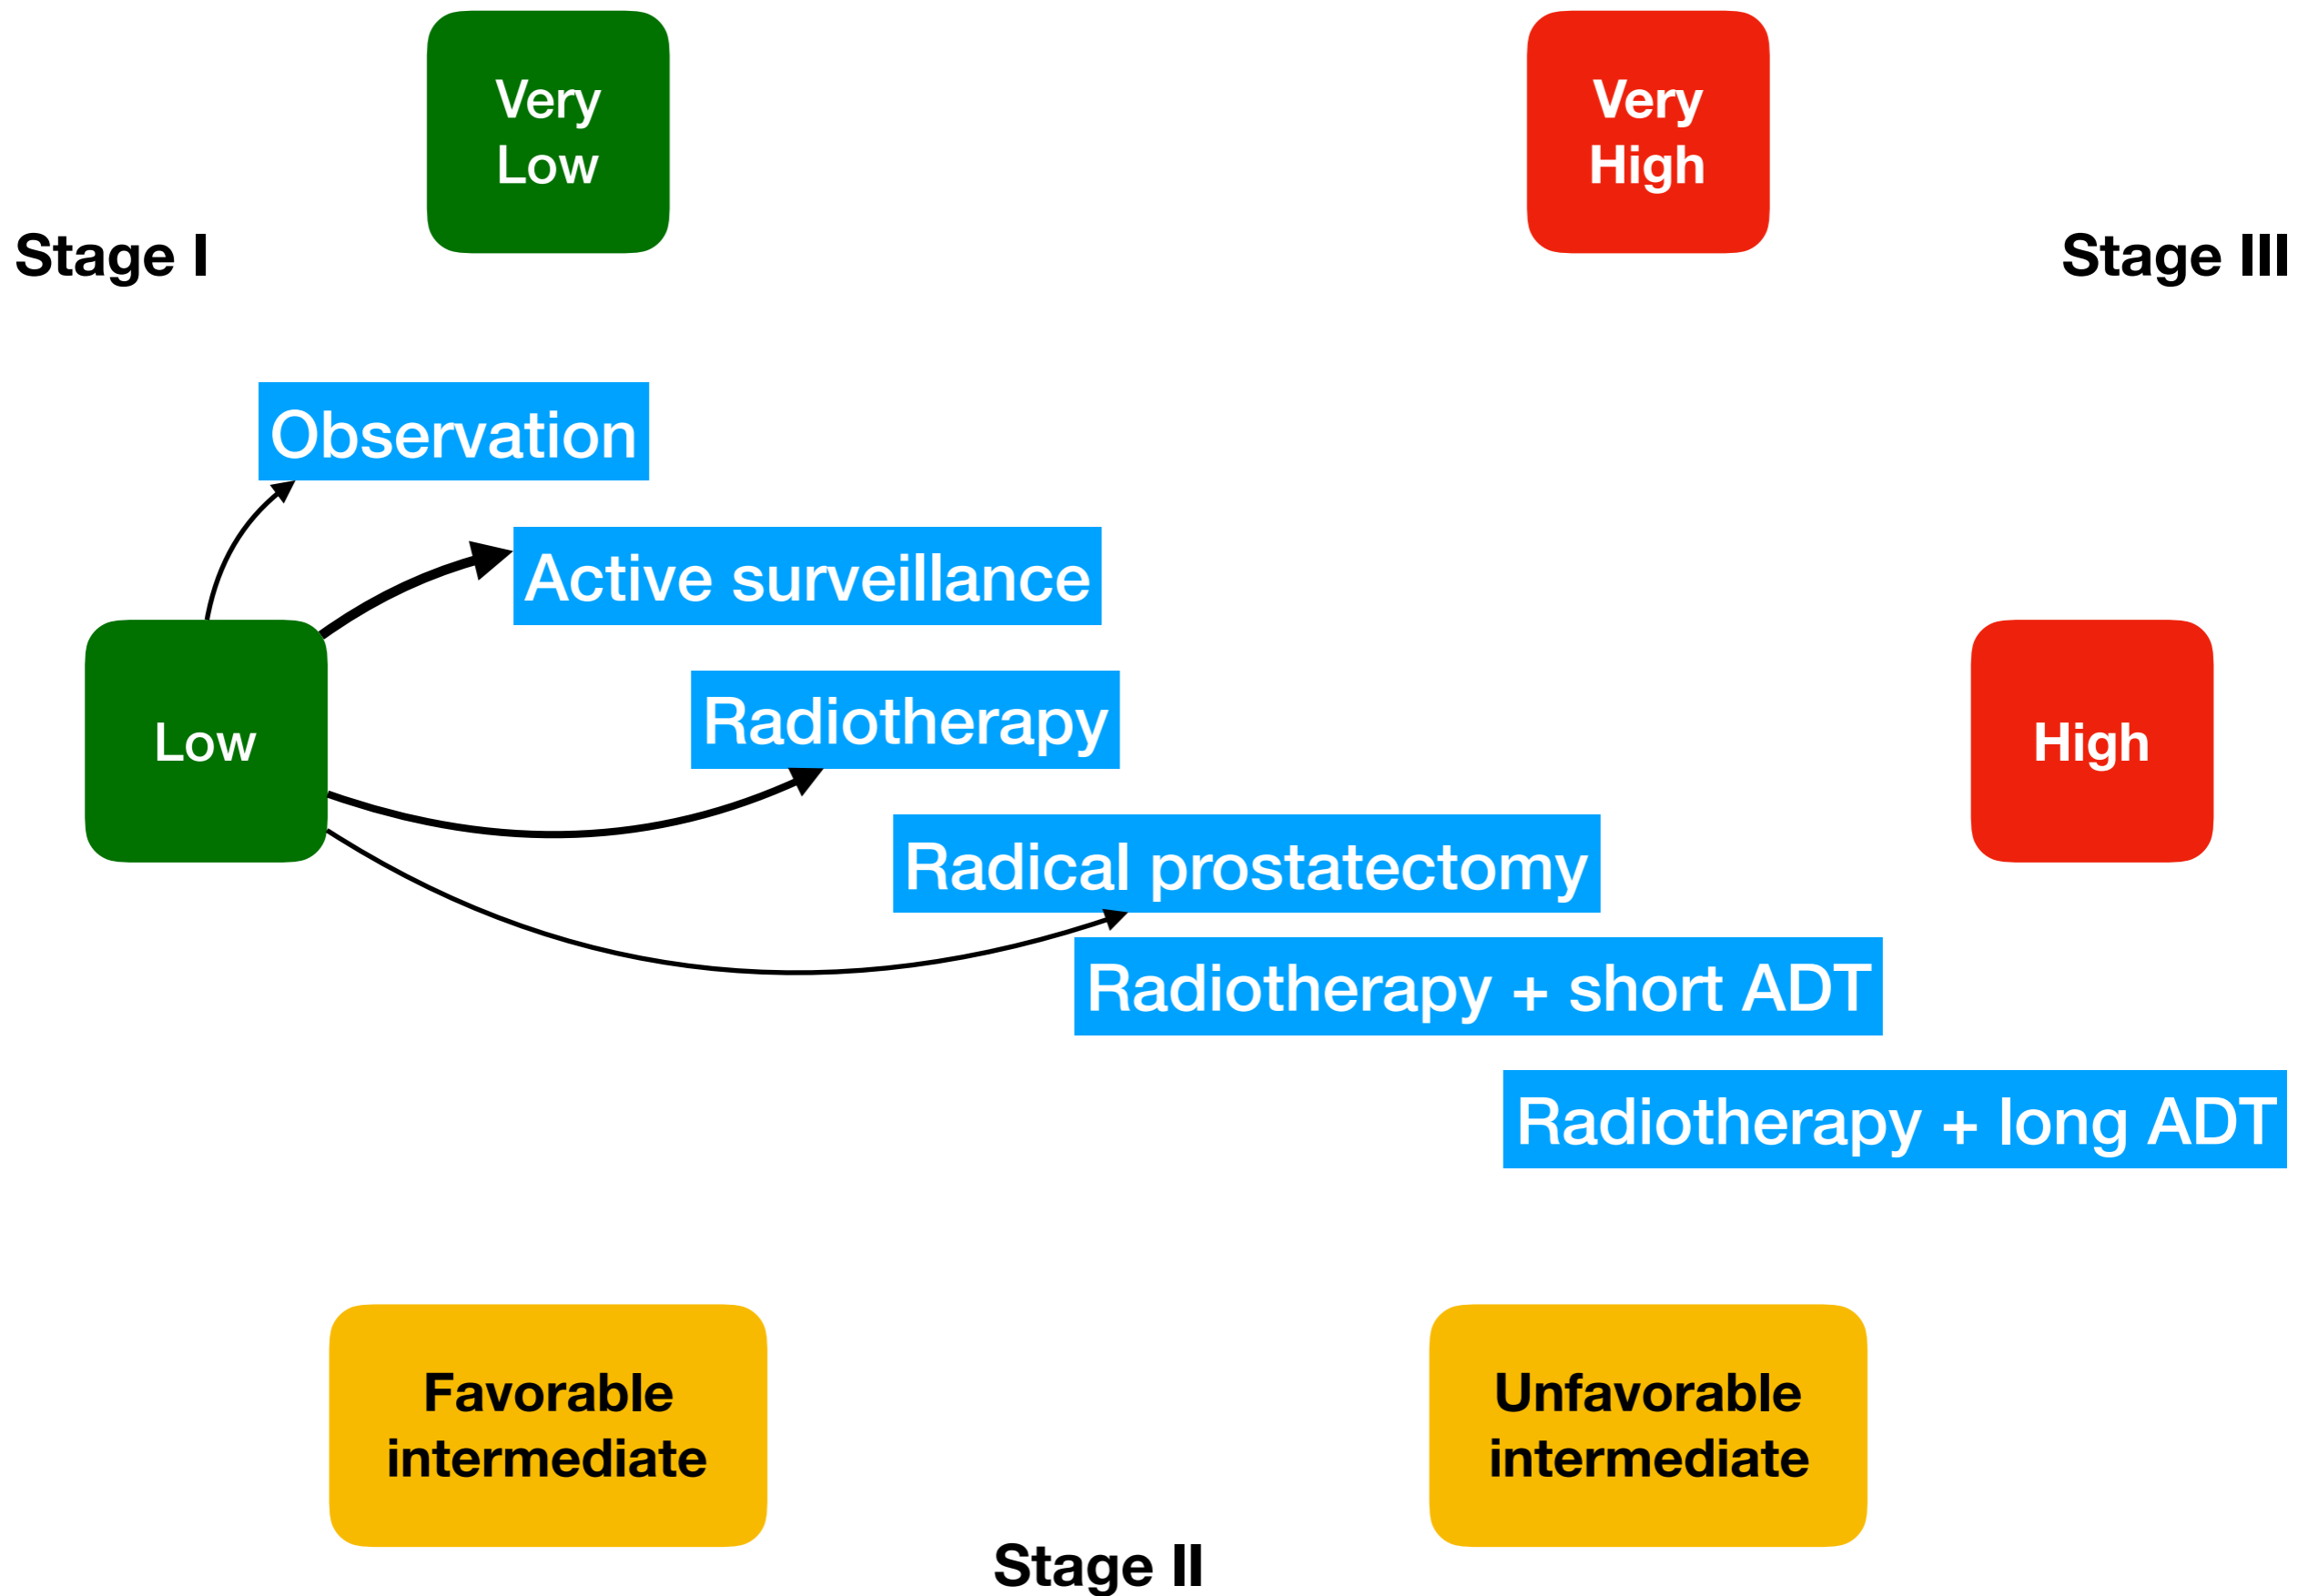 Very
Low
Very
High
Stage I
Stage III
Observation
Active surveillance
Radiotherapy
Low
High
Radical prostatectomy
Radiotherapy + short ADT
Radiotherapy + long ADT
Favorable
intermediate
Unfavorable
intermediate
Stage II